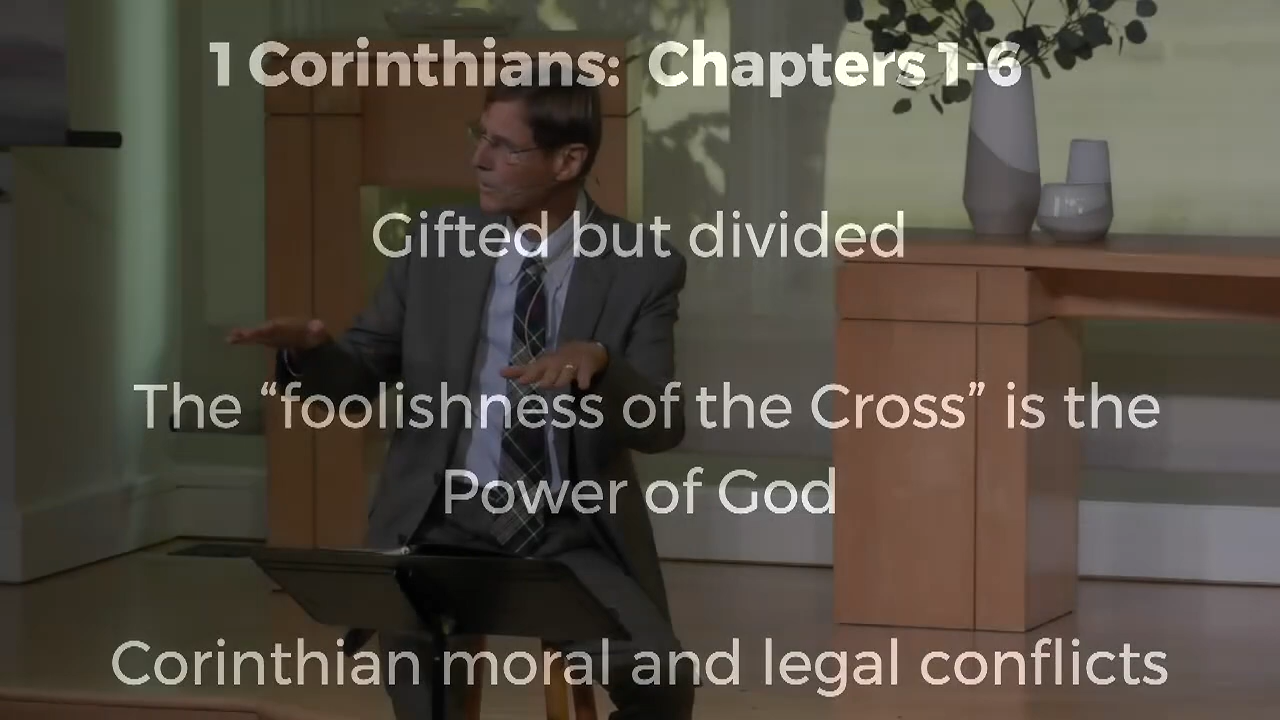 1 Corinthians: Chapters 1-6
Gifted but divided
The “foolishness of the Cross” is the
Power of God
Corinthian moral and legal conflicts